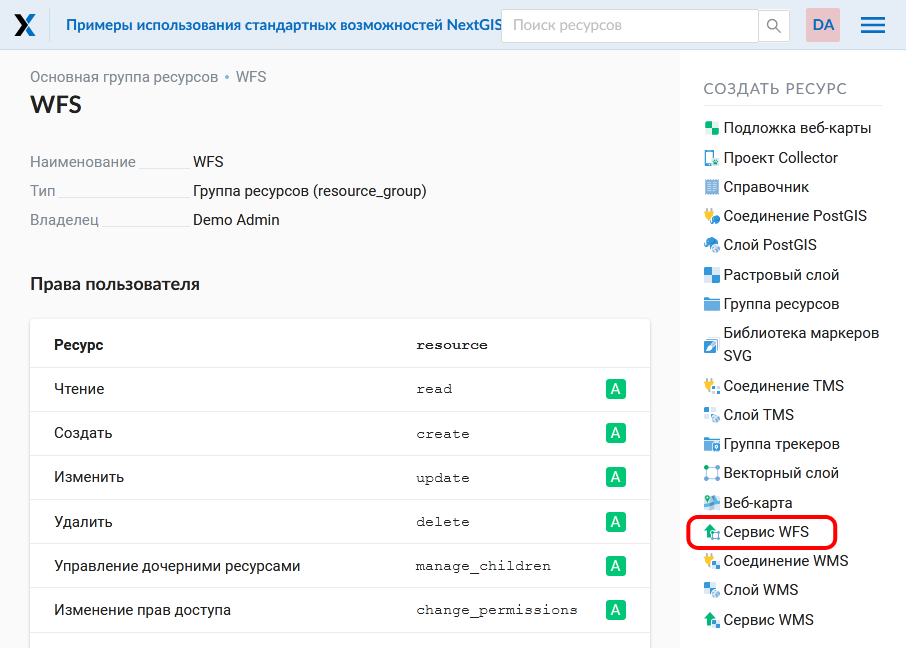 Примеры использования стандартных возможностей NextGIS
Поиск ресурсов
DA
Основная группа ресурсов • WFS
WFS
Наименование WFS
Тип Группа ресурсов (resource_group)
Владелец Demo Admin
Права пользователя
Ресурс resource
Чтение read A
Создать create A
Изменить update A
Удалить delete A
Управление дочерними ресурсами manage_children A
Изменение прав доступа change_permissions A
СОЗДАТЬ РЕСУРС
Подложка веб-карты
Проект Collector
Справочник
Соединение PostGIS
Слой PostGIS
Растровый слой
Группа ресурсов
Библиотека маркеров
SVG
Соединение TMS
Слой TMS
Группа трекеров
Векторный слой
Веб-карта
Сервис WFS
Соединение WMS
Слой WMS
Сервис WMS